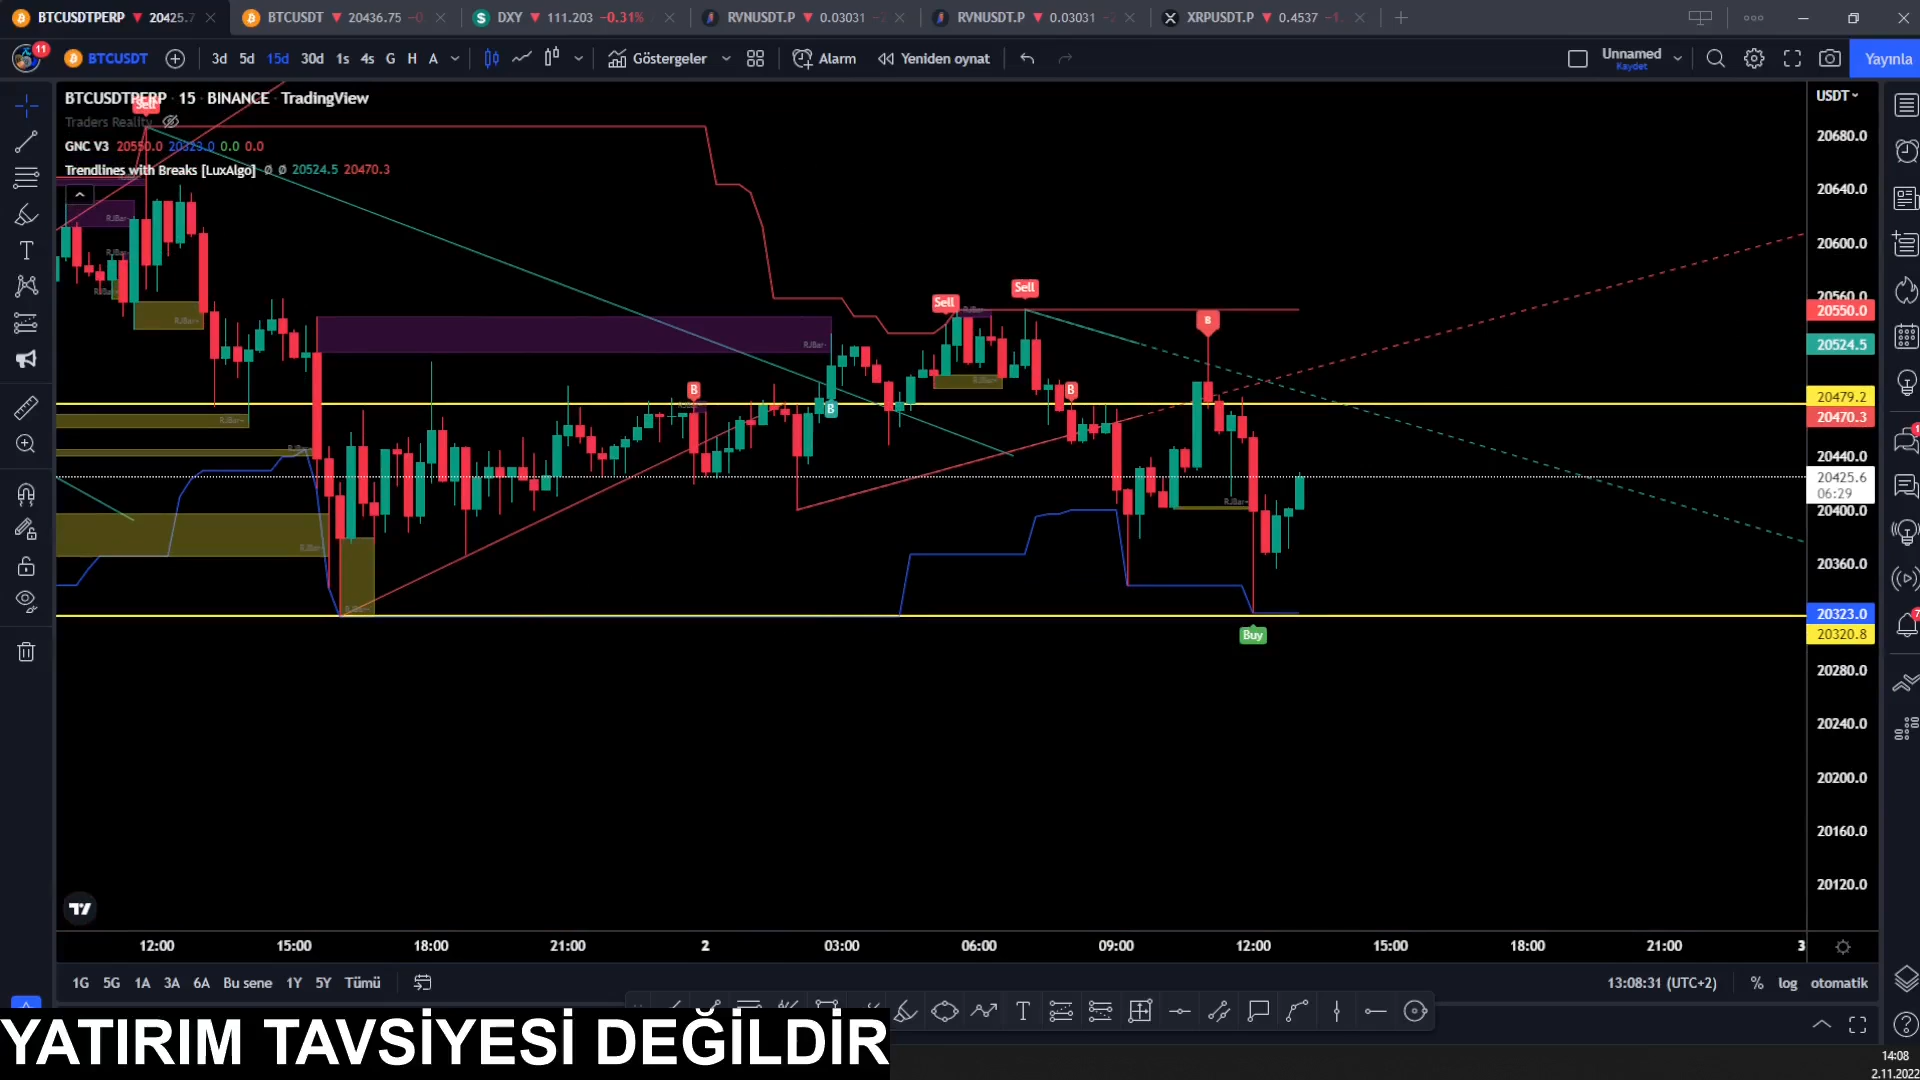 BTCUSDTPERP 20425.7
BTCUSDT 20436.75
DXY 111.203 −0.31%
RVNUSDT.P 0.03031
RVNUSDT.P 0.03031
XRPUSDT.P 0.4537
11
BTCUSDT
3d 5d 15d 30d 1s 4s G H A
Göstergeler
Alarm
Yeniden oynat
Unnamed
Kaydet
Yayınla
BTCUSDTPERP · 15 · BINANCE · TradingView
Traders Reality
GNC V3 20550.0 20323.0 0.0 0.0
Trendlines with Breaks [LuxAlgo] Ø Ø 20524.5 20470.3
USDT
20680.0
20640.0
20600.0
20560.0
20550.0
20524.5
20479.2
20470.3
20440.0
20425.6
06:29
20400.0
20360.0
20323.0
20320.8
20280.0
20240.0
20200.0
20160.0
20120.0
Sell
Sell
Sell
B
B
B
B
Buy
12:00 15:00 18:00 21:00 2 03:00 06:00 09:00 12:00 15:00 18:00 21:00 3
1G 5G 1A 3A 6A Bu sene 1Y 5Y Tümü
13:08:31 (UTC+2) % log otomatik
YATIRIM TAVSİYESİ DEĞİLDİR
14:08
2.11.2022